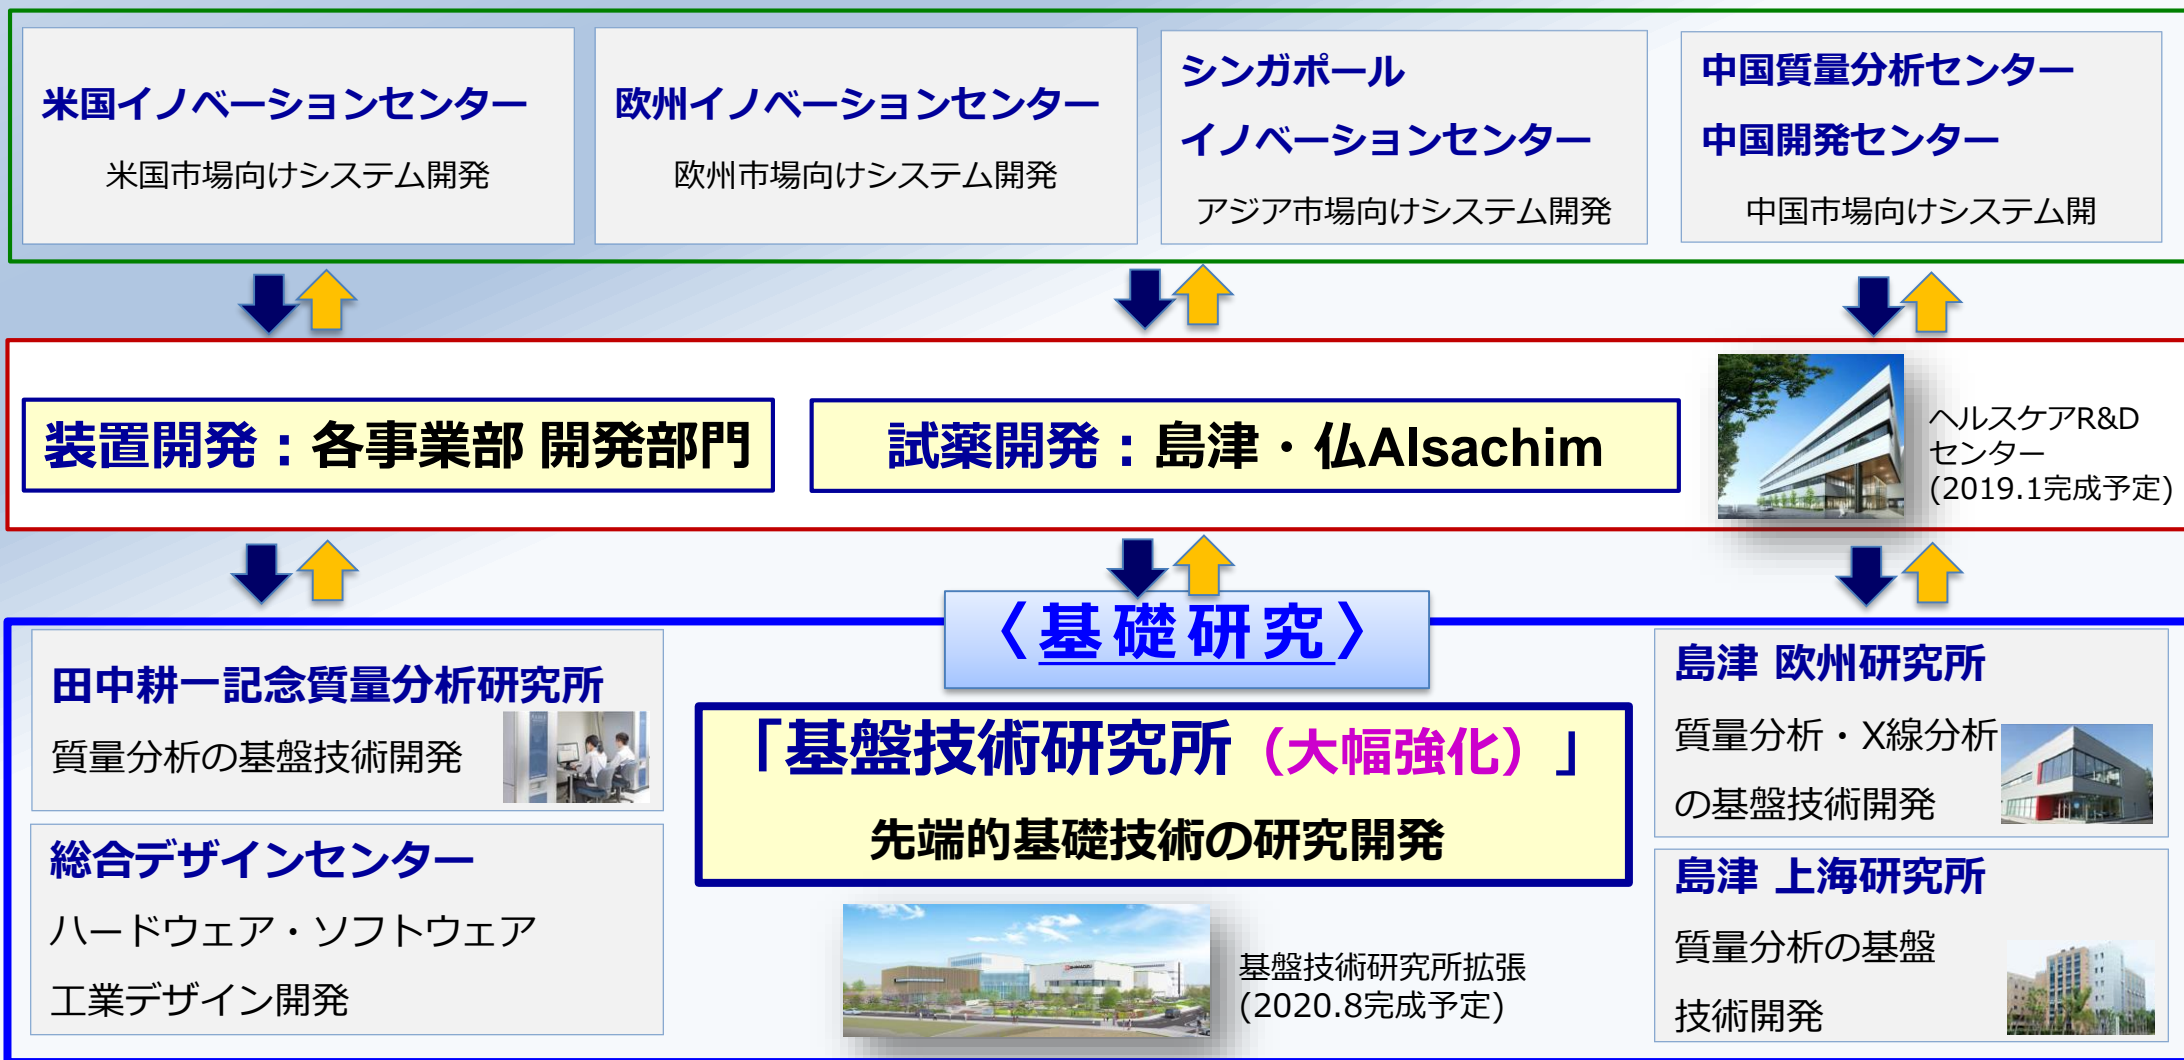 米国イノベーションセンター
米国市場向けシステム開発
欧州イノベーションセンター
欧州市場向けシステム開発
シンガポール
イノベーションセンター
アジア市場向けシステム開発
中国質量分析センター
中国開発センター
中国市場向けシステム開
装置開発：各事業部 開発部門
試薬開発：島津・仏Alsachim
ヘルスケアR&D
センター
(2019.1完成予定)
〈基礎研究〉
田中耕一記念質量分析研究所
質量分析の基盤技術開発
総合デザインセンター
ハードウェア・ソフトウェア
工業デザイン開発
「基盤技術研究所（大幅強化）」
先端的基礎技術の研究開発
基盤技術研究所拡張
(2020.8完成予定)
島津 欧州研究所
質量分析・X線分析
の基盤技術開発
島津 上海研究所
質量分析の基盤
技術開発